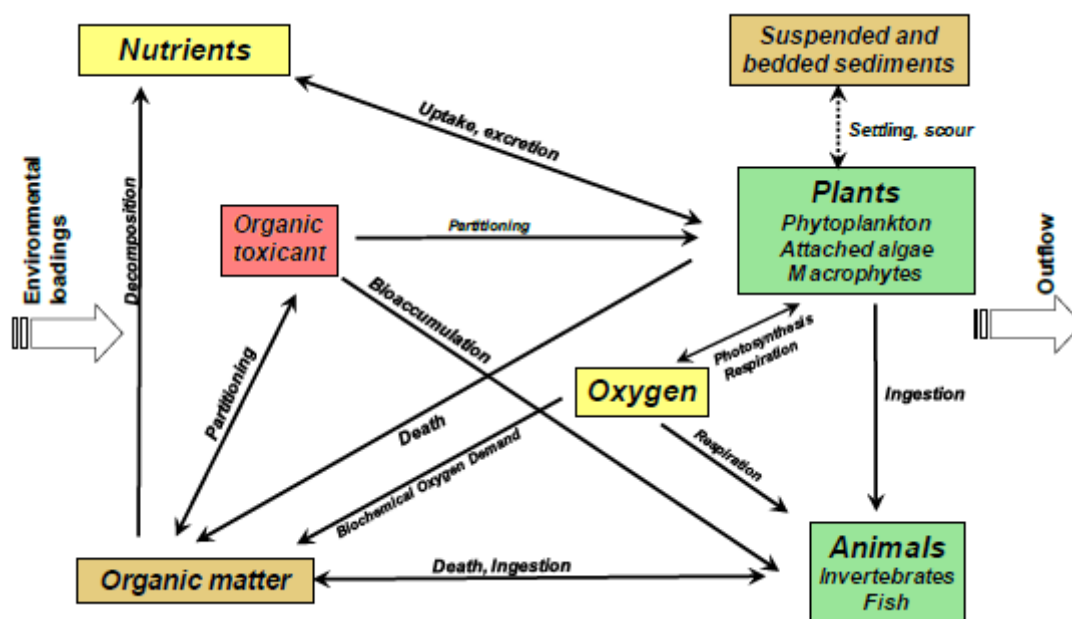 Nutrients
Suspended and
bedded sediments
Uptake, excretion
Settling, scour
Environmental
loadings
Decomposition
Organic
toxicant
Partitioning
Plants
Phytoplankton
Attached algae
Macrophytes
Outflow
Bioaccumulation
Partitioning
Photosynthesis
Respiration
Oxygen
Ingestion
Death
Respiration
Biochemical Oxygen Demand
Organic matter
Death, Ingestion
Animals
Invertebrates
Fish